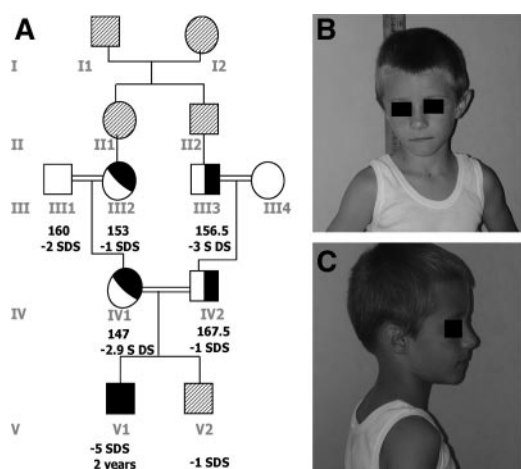 A
B
I I1 I2
II II1 II2
III III1 III2 III3 III4
160 153 156.5
-2 SDS -1 SDS -3 S DS
IV IV1 IV2
147 167.5
-2.9 S DS -1 SDS
C
V V1 V2
-5 SDS
2 years -1 SDS